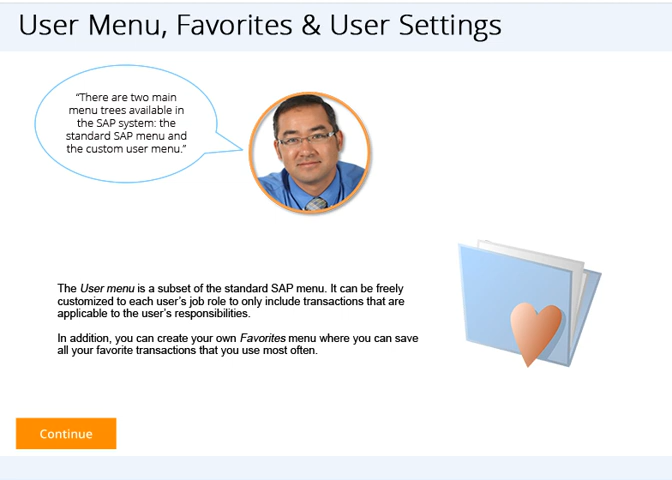 User Menu, Favorites & User Settings
“There are two main
menu trees available in
the SAP system: the
standard SAP menu and
the custom user menu.”
The User menu is a subset of the standard SAP menu. It can be freely
customized to each user’s job role to only include transactions that are
applicable to the user’s responsibilities.
In addition, you can create your own Favorites menu where you can save
all your favorite transactions that you use most often.
Continue